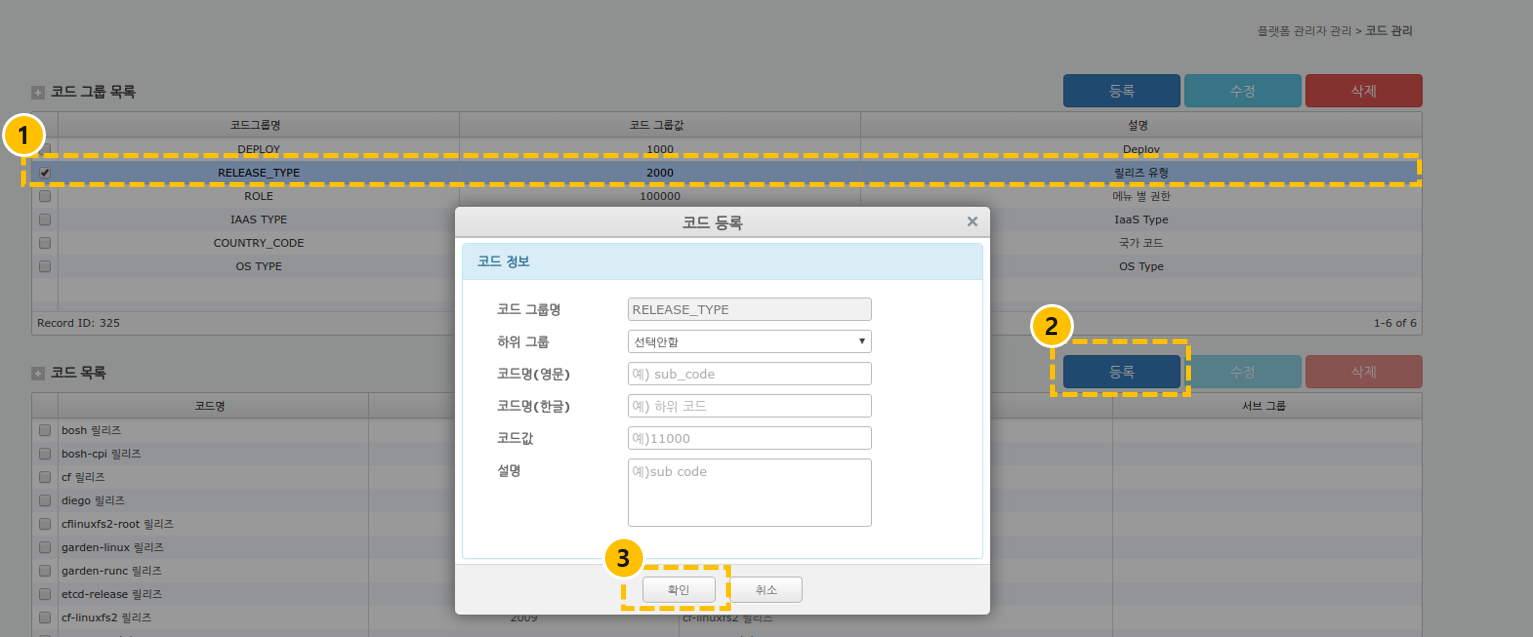 플랫폼 관리자 관리 > 코드 관리
코드 그룹 목록
등록 수정 삭제
1
코드그룹명 코드 그룹값 설명
DEPLOY 1000 Deploy
RELEASE_TYPE 2000 릴리즈 유형
ROLE 100000 메뉴 별 권한
IAAS TYPE IaaS Type
COUNTRY_CODE 국가 코드
OS TYPE OS Type
Record ID: 325 1-6 of 6
코드 등록
코드 정보
코드 그룹명 RELEASE_TYPE
하위 그룹 선택안함
코드명(영문) 예) sub_code
코드명(한글) 예) 하위 코드
코드값 예)11000
설명 예)sub code
3
확인 취소
2
코드 목록
등록 수정 삭제
코드명 서브 그룹
bosh 릴리즈
bosh-cpi 릴리즈
cf 릴리즈
diego 릴리즈
cflinuxfs2-root 릴리즈
garden-linux 릴리즈
garden-runc 릴리즈
etcd-release 릴리즈
cf-linuxfs2 릴리즈 2009 cf-linuxfs2 릴리즈